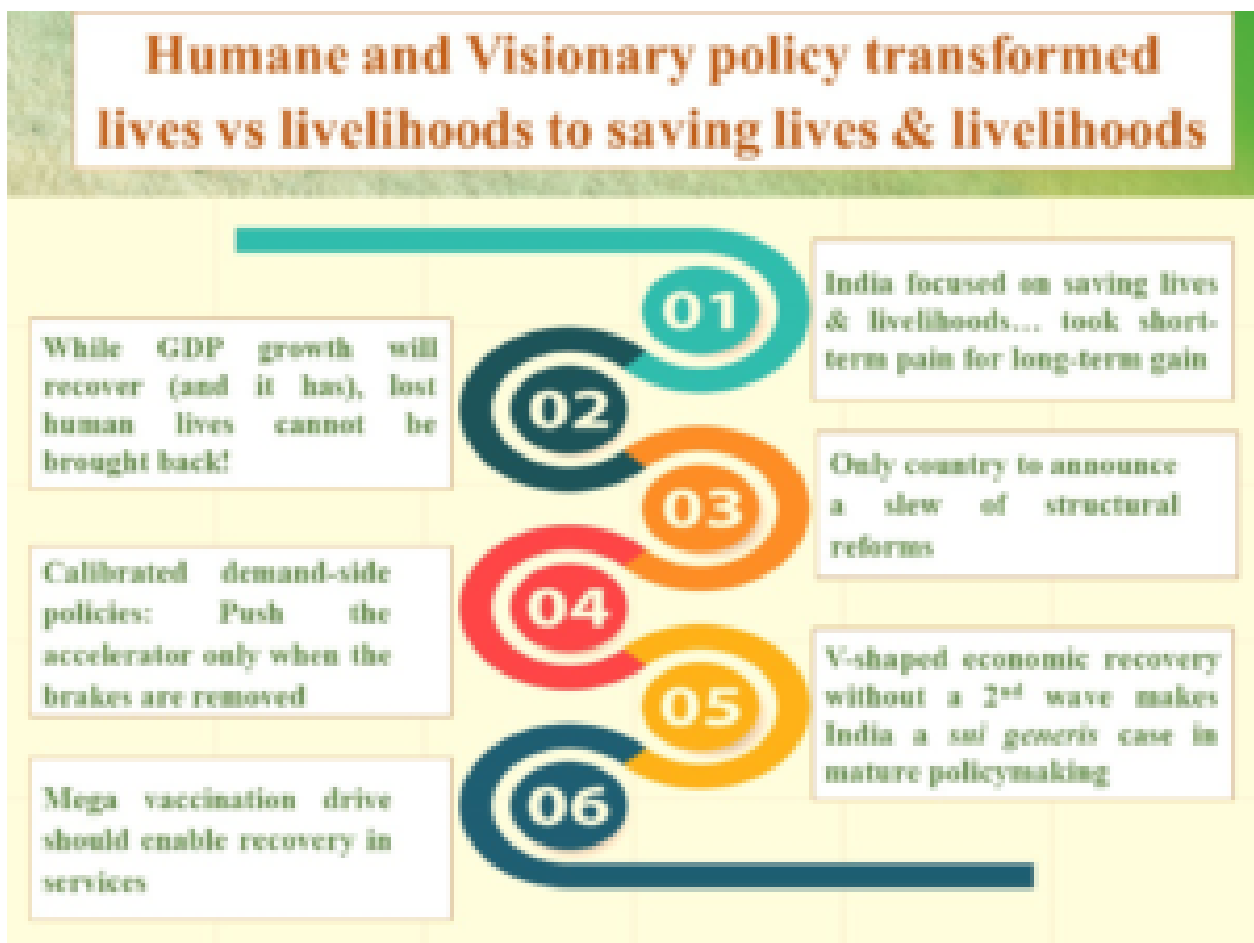 Humane and Visionary policy transformed
lives vs livelihoods to saving lives & livelihoods
01
India focused on saving lives
& livelihoods... took short-
term pain for long-term gain
02
While GDP growth will
recover (and it has), lost
human lives cannot be
brought back!
03
Only country to announce
a slew of structural
reforms
04
Calibrated demand-side
policies: Push the
accelerator only when the
brakes are removed
05
V-shaped economic recovery
without a 2nd wave makes
India a sui generis case in
mature policymaking
06
Mega vaccination drive
should enable recovery in
services